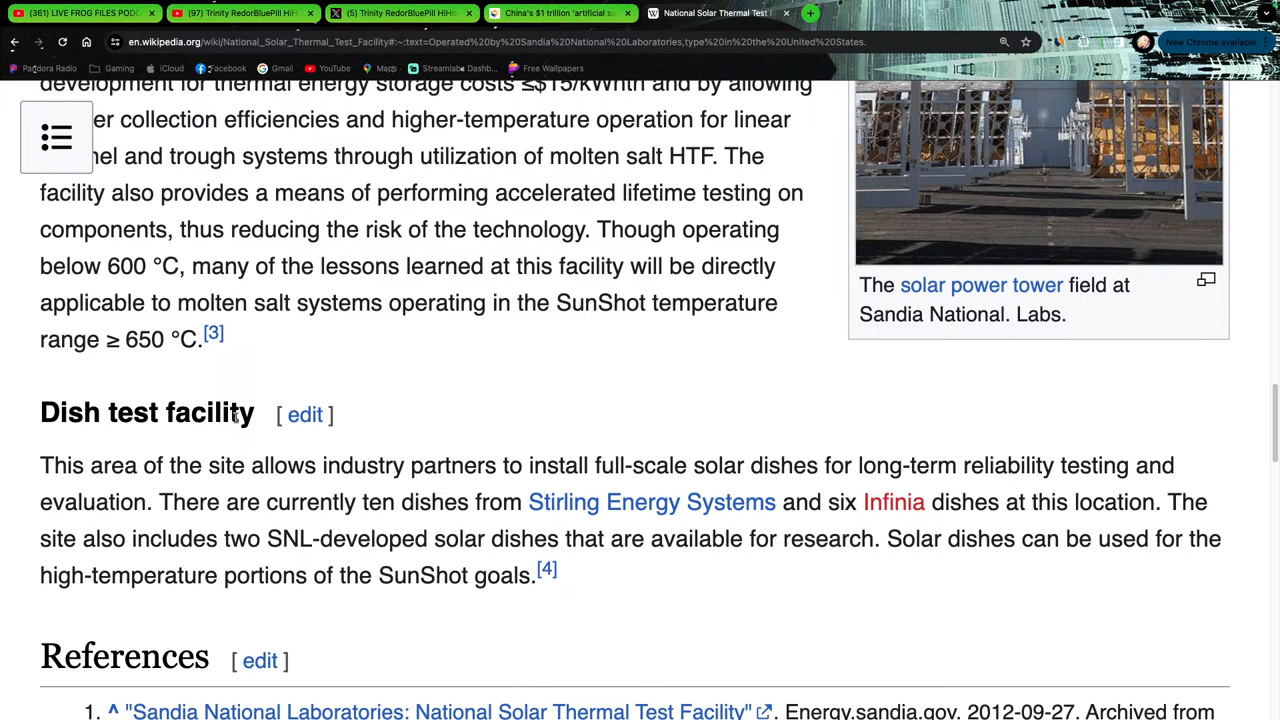 (361) LIVE FROG FILES PODC
(97) Trinity RedorBluePill HiHo
(5) Trinity RedorBluePill HiHo
China's $1 trillion 'artificial su
National Solar Thermal Test F
en.wikipedia.org/wiki/National_Solar_Thermal_Test_Facility#:~:text=Operated%20by%20Sandia%20National%20Laboratories,type%20in%20the%20United%20States.
New Chrome available
Pandora Radio
Gaming
iCloud
Facebook
Gmail
YouTube
Maps
Streamlabs Dashb...
Free Wallpapers
development for thermal energy storage costs ≤$15/kWhth and by allowing
er collection efficiencies and higher-temperature operation for linear
nel and trough systems through utilization of molten salt HTF. The
facility also provides a means of performing accelerated lifetime testing on
components, thus reducing the risk of the technology. Though operating
below 600 °C, many of the lessons learned at this facility will be directly
applicable to molten salt systems operating in the SunShot temperature
range ≥ 650 °C.[3]
The solar power tower field at
Sandia National. Labs.
Dish test facility [ edit ]
This area of the site allows industry partners to install full-scale solar dishes for long-term reliability testing and
evaluation. There are currently ten dishes from Stirling Energy Systems and six Infinia dishes at this location. The
site also includes two SNL-developed solar dishes that are available for research. Solar dishes can be used for the
high-temperature portions of the SunShot goals.[4]
References [ edit ]
1. ^ "Sandia National Laboratories: National Solar Thermal Test Facility". Energy.sandia.gov. 2012-09-27. Archived from